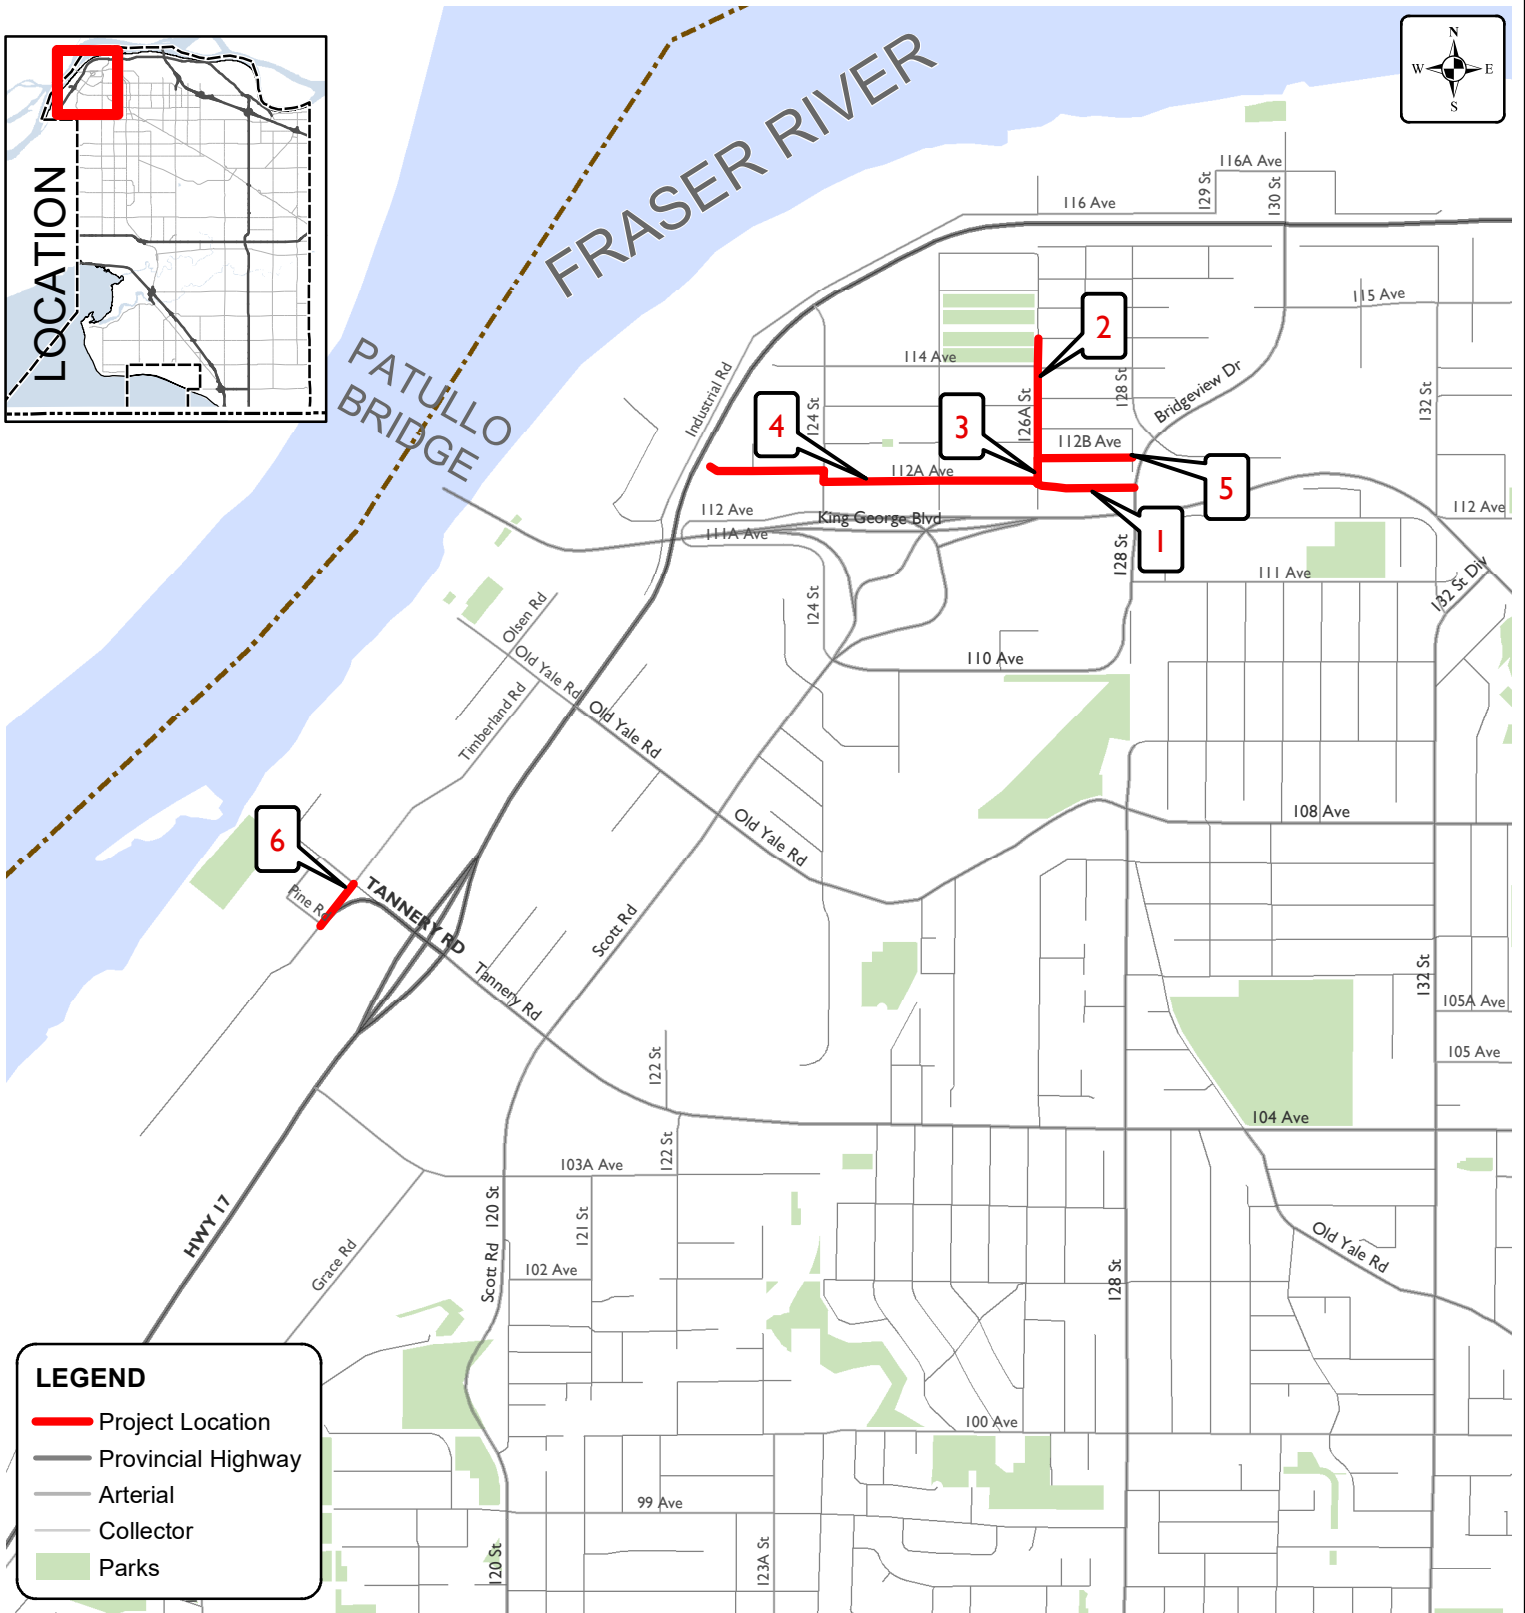 LOCATION
N
W
E
S
FRASER RIVER
PATULLO
BRIDGE
116A Ave
129 St
130 St
116 Ave
115 Ave
2
114 Ave
Industrial Rd
128 St
Bridgeview Dr
132 St
126A St
124 St
4
3
112B Ave
112A Ave
5
112 Ave
King George Blvd
112 Ave
111A Ave
1
128 St
111 Ave
132 St Div
Olsen Rd
124 St
Old Yale Rd
110 Ave
Timberland Rd
Old Yale Rd
108 Ave
Old Yale Rd
6
Pine Rd
TANNERY RD
Scott Rd
Tannery Rd
132 St
105A Ave
122 St
105 Ave
104 Ave
122 St
103A Ave
120 St
121 St
HWY 17
Grace Rd
Scott Rd
102 Ave
128 St
Old Yale Rd
100 Ave
99 Ave
120 St
123A St
LEGEND
Project Location
Provincial Highway
Arterial
Collector
Parks